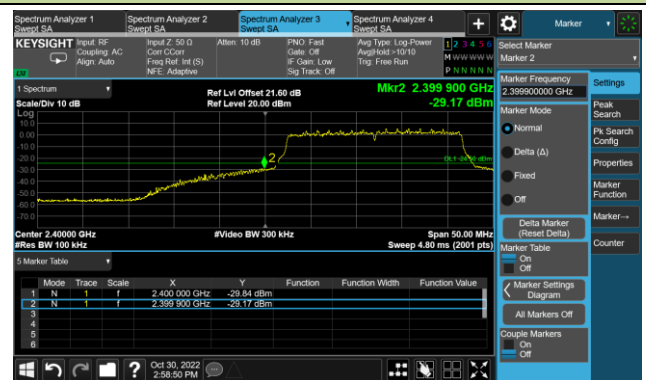 Spectrum Analyzer 1
Swept SA
Spectrum Analyzer 2
Swept SA
Spectrum Analyzer 3
Swept SA
Spectrum Analyzer 4
Swept SA
+
Marker
KEYSIGHT
Input: RF
Coupling: AC
Align: Auto
Input Z: 50 Ω
Corr CCorr
Freq Ref: Int (S)
NFE: Adaptive
Atten: 10 dB
PNO: Fast
Gate: Off
IF Gain: Low
Sig Track: Off
Avg Type: Log-Power
Avg|Hold:>10/10
Trig: Free Run
1 2 3 4 5 6
M W W W W W
P N N N N N
LXI
1 Spectrum
Scale/Div 10 dB
Ref Lvl Offset 21.60 dB
Ref Level 20.00 dBm
Mkr2 2.399 900 GHz
-29.17 dBm
Log
10.0
0.00
-10.0
-20.0
-30.0
-40.0
-50.0
-60.0
-70.0
2
Center 2.40000 GHz
#Res BW 100 kHz
#Video BW 300 kHz
Span 50.00 MHz
Sweep 4.80 ms (2001 pts)
5 Marker Table
Mode Trace Scale X Y Function Function Width Function Value
1 N 1 f 2.400 000 GHz -29.84 dBm
2 N 1 f 2.399 900 GHz -29.17 dBm
3
4
5
6
Select Marker
Marker 2
Marker Frequency
2.399900000 GHz
Marker Mode
Normal
Delta (Δ)
Fixed
Off
Delta Marker
(Reset Delta)
Marker Table
On
Off
Marker Settings
Diagram
All Markers Off
Couple Markers
On
Off
Settings
Peak
Search
Pk Search
Config
Properties
Marker
Function
Marker→
Counter
?
Oct 30, 2022
2:58:50 PM